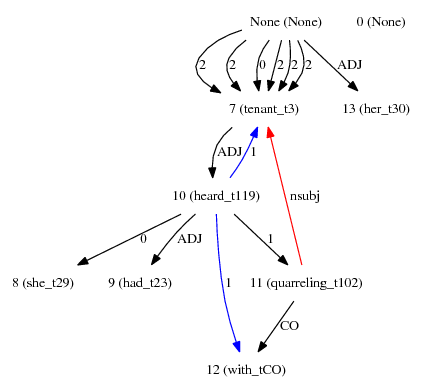 None (None) 0 (None)
2 2 0 2 2 2 ADJ
7 (tenant_t3) 13 (her_t30)
ADJ 1
nsubj
10 (heard_t119)
0 ADJ 1 1
8 (she_t29) 9 (had_t23) 11 (quarreling_t102)
CO
12 (with_tCO)